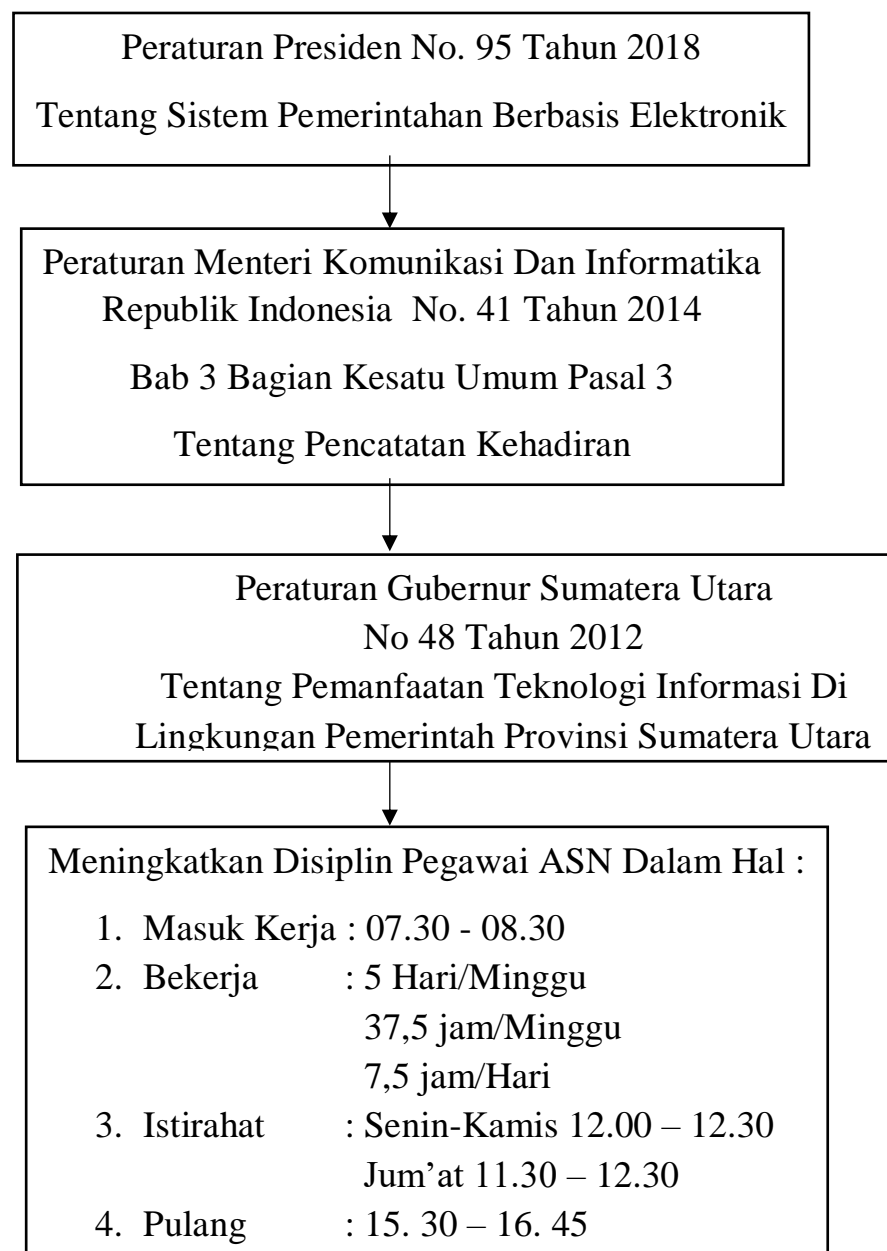 Peraturan Presiden No. 95 Tahun 2018
Tentang Sistem Pemerintahan Berbasis Elektronik
Peraturan Menteri Komunikasi Dan Informatika
Republik Indonesia No. 41 Tahun 2014
Bab 3 Bagian Kesatu Umum Pasal 3
Tentang Pencatatan Kehadiran
Peraturan Gubernur Sumatera Utara
No 48 Tahun 2012
Tentang Pemanfaatan Teknologi Informasi Di
Lingkungan Pemerintah Provinsi Sumatera Utara
Meningkatkan Disiplin Pegawai ASN Dalam Hal :
1. Masuk Kerja : 07.30 - 08.30
2. Bekerja : 5 Hari/Minggu
37,5 jam/Minggu
7,5 jam/Hari
3. Istirahat : Senin-Kamis 12.00 – 12.30
Jum’at 11.30 – 12.30
4. Pulang : 15. 30 – 16. 45